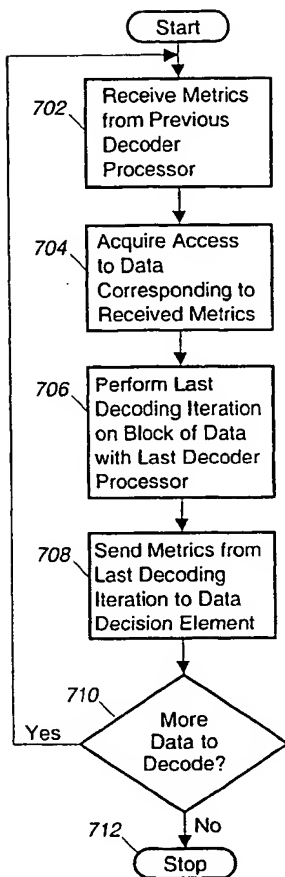 Start
702
Receive Metrics
from Previous
Decoder
Processor
704
Acquire Access
to Data
Corresponding to
Received Metrics
706
Perform Last
Decoding Iteration
on Block of Data
with Last Decoder
Processor
708
Send Metrics from
Last Decoding
Iteration to Data
Decision Element
710
More
Data to
Decode?
Yes
No
712
Stop